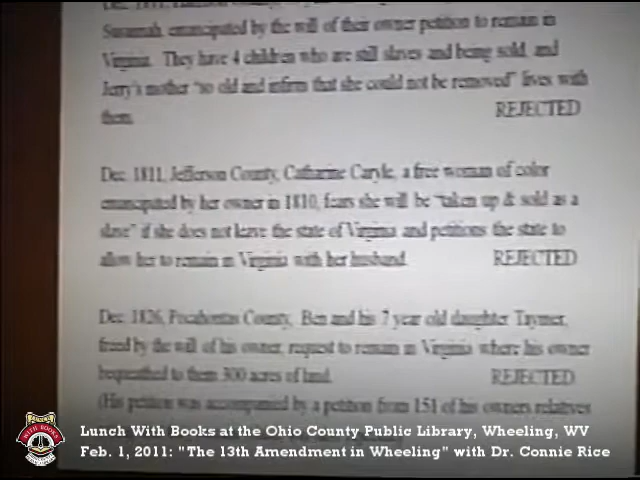 Susannah, emancipated by the will of their owner petition to remain in
Virginia. They have 4 children who are still slaves and being sold, and
Jerry's mother "so old and infirm that she could not be removed" lives with
them. REJECTED
Dec. 1811, Jefferson County, Catharine Caryle, a free woman of color
emancipated by her owner in 1810, fears she will be "taken up & sold as a
slave" if she does not leave the state of Virginia and petitions the state to
allow her to remain in Virginia with her husband. REJECTED
Dec. 1826, Pocahontas County, Ben and his 7 year old daughter Taymer,
freed by the will of his owner, request to remain in Virginia where his owner
bequeathed to them 300 acres of land. REJECTED
(His petition was accompanied by a petition from 151 of his owners relatives
WITH BOOKS
Lunch With Books at the Ohio County Public Library, Wheeling, WV
Feb. 1, 2011: "The 13th Amendment in Wheeling" with Dr. Connie Rice